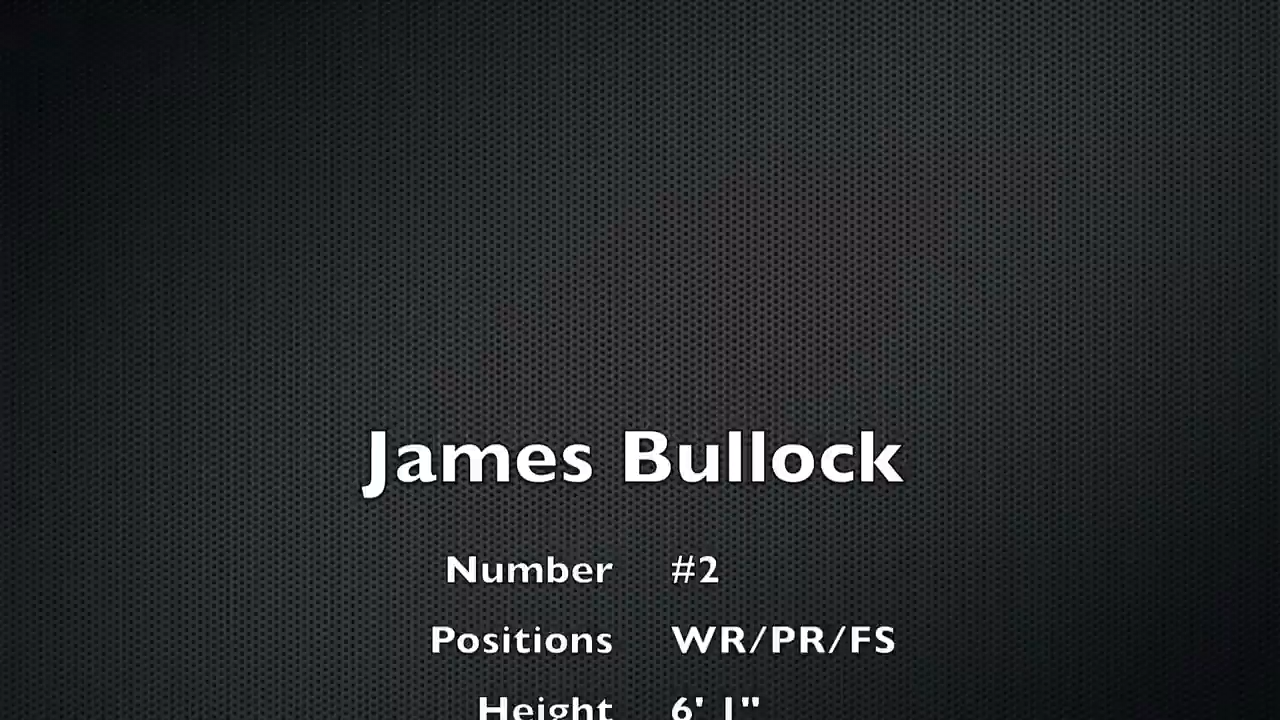 James Bullock
Number #2
Positions WR/PR/FS
Height 6' 1"